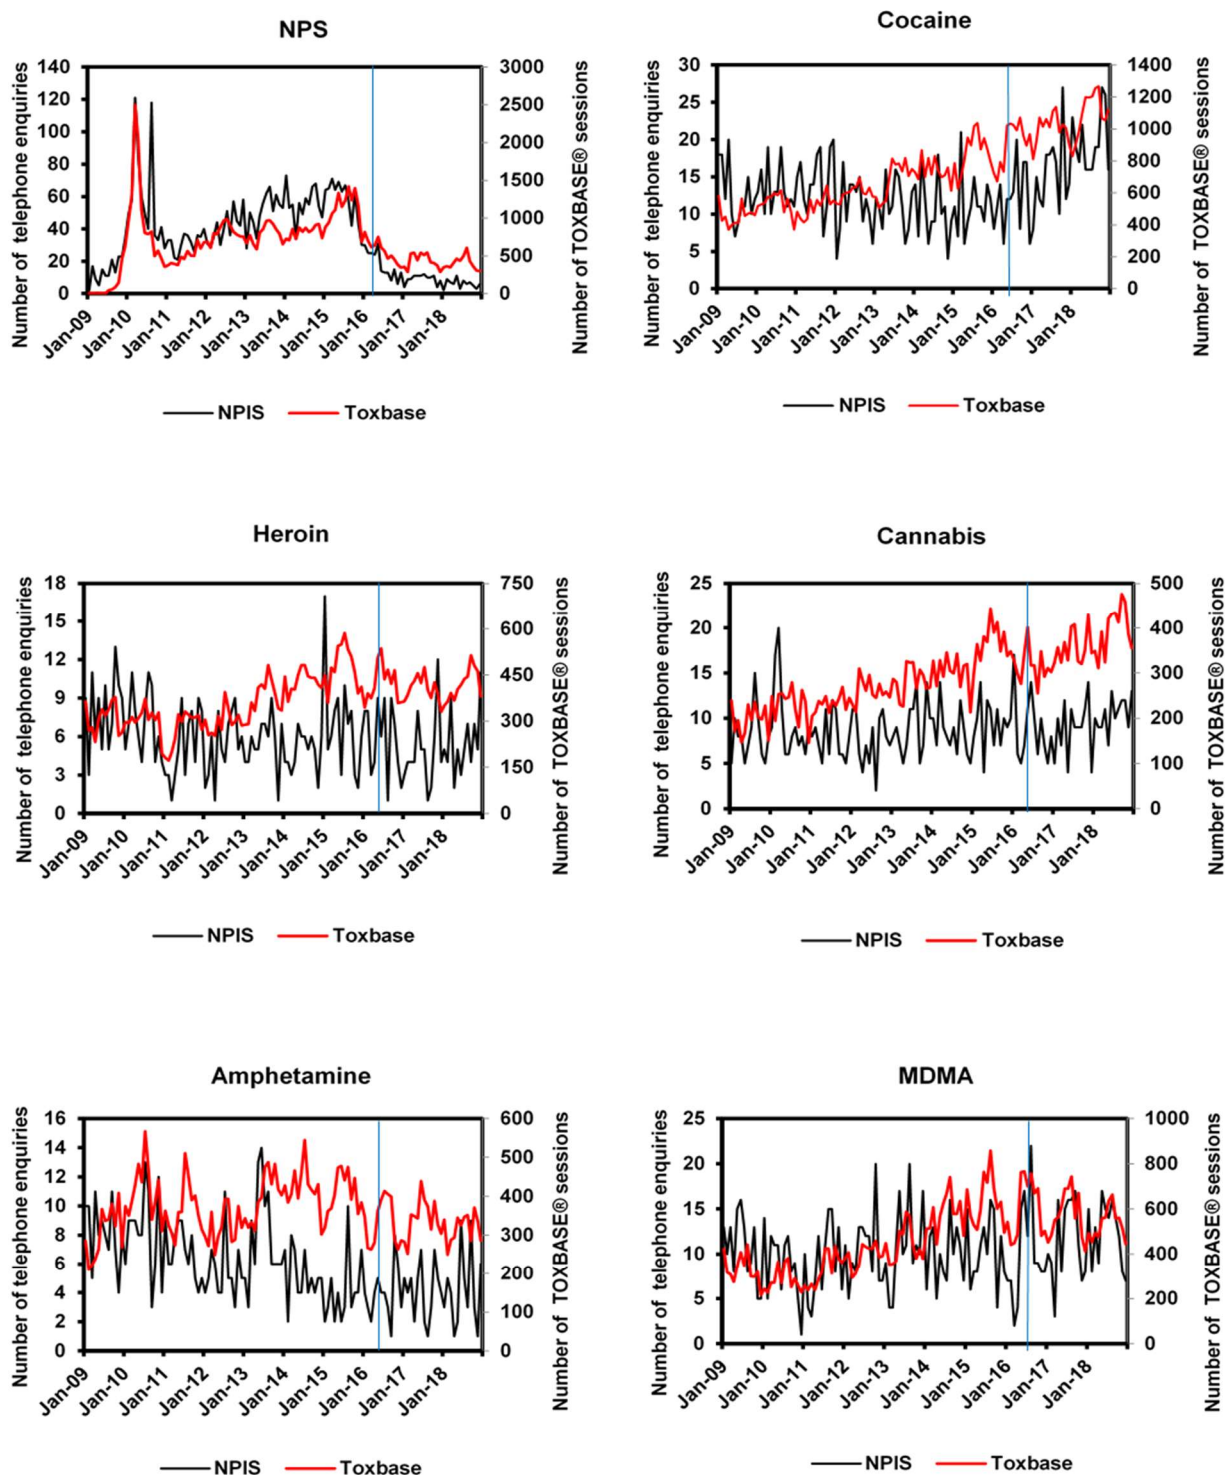 NPS
Number of telephone enquiries
140
120
100
80
60
40
20
0
3000
2500
2000
1500
1000
500
0
Number of TOXBASE® sessions
Jan-09
Jan-10
Jan-11
Jan-12
Jan-13
Jan-14
Jan-15
Jan-16
Jan-17
Jan-18
NPIS Toxbase
Cocaine
Number of telephone enquiries
30
25
20
15
10
5
0
1400
1200
1000
800
600
400
200
0
Number of TOXBASE® sessions
Jan-09
Jan-10
Jan-11
Jan-12
Jan-13
Jan-14
Jan-15
Jan-16
Jan-17
Jan-18
NPIS Toxbase
Heroin
Number of telephone enquiries
18
15
12
9
6
3
0
750
600
450
300
150
0
Number of TOXBASE® sessions
Jan-09
Jan-10
Jan-11
Jan-12
Jan-13
Jan-14
Jan-15
Jan-16
Jan-17
Jan-18
NPIS Toxbase
Cannabis
Number of telephone enquiries
25
20
15
10
5
0
500
400
300
200
100
0
Number of TOXBASE® sessions
Jan-09
Jan-10
Jan-11
Jan-12
Jan-13
Jan-14
Jan-15
Jan-16
Jan-17
Jan-18
NPIS Toxbase
Amphetamine
Number of telephone enquiries
16
14
12
10
8
6
4
2
0
600
500
400
300
200
100
0
Number of TOXBASE® sessions
Jan-09
Jan-10
Jan-11
Jan-12
Jan-13
Jan-14
Jan-15
Jan-16
Jan-17
Jan-18
NPIS Toxbase
MDMA
Number of telephone enquiries
25
20
15
10
5
0
1000
800
600
400
200
0
Number of TOXBASE® sessions
Jan-09
Jan-10
Jan-11
Jan-12
Jan-13
Jan-14
Jan-15
Jan-16
Jan-17
Jan-18
NPIS Toxbase